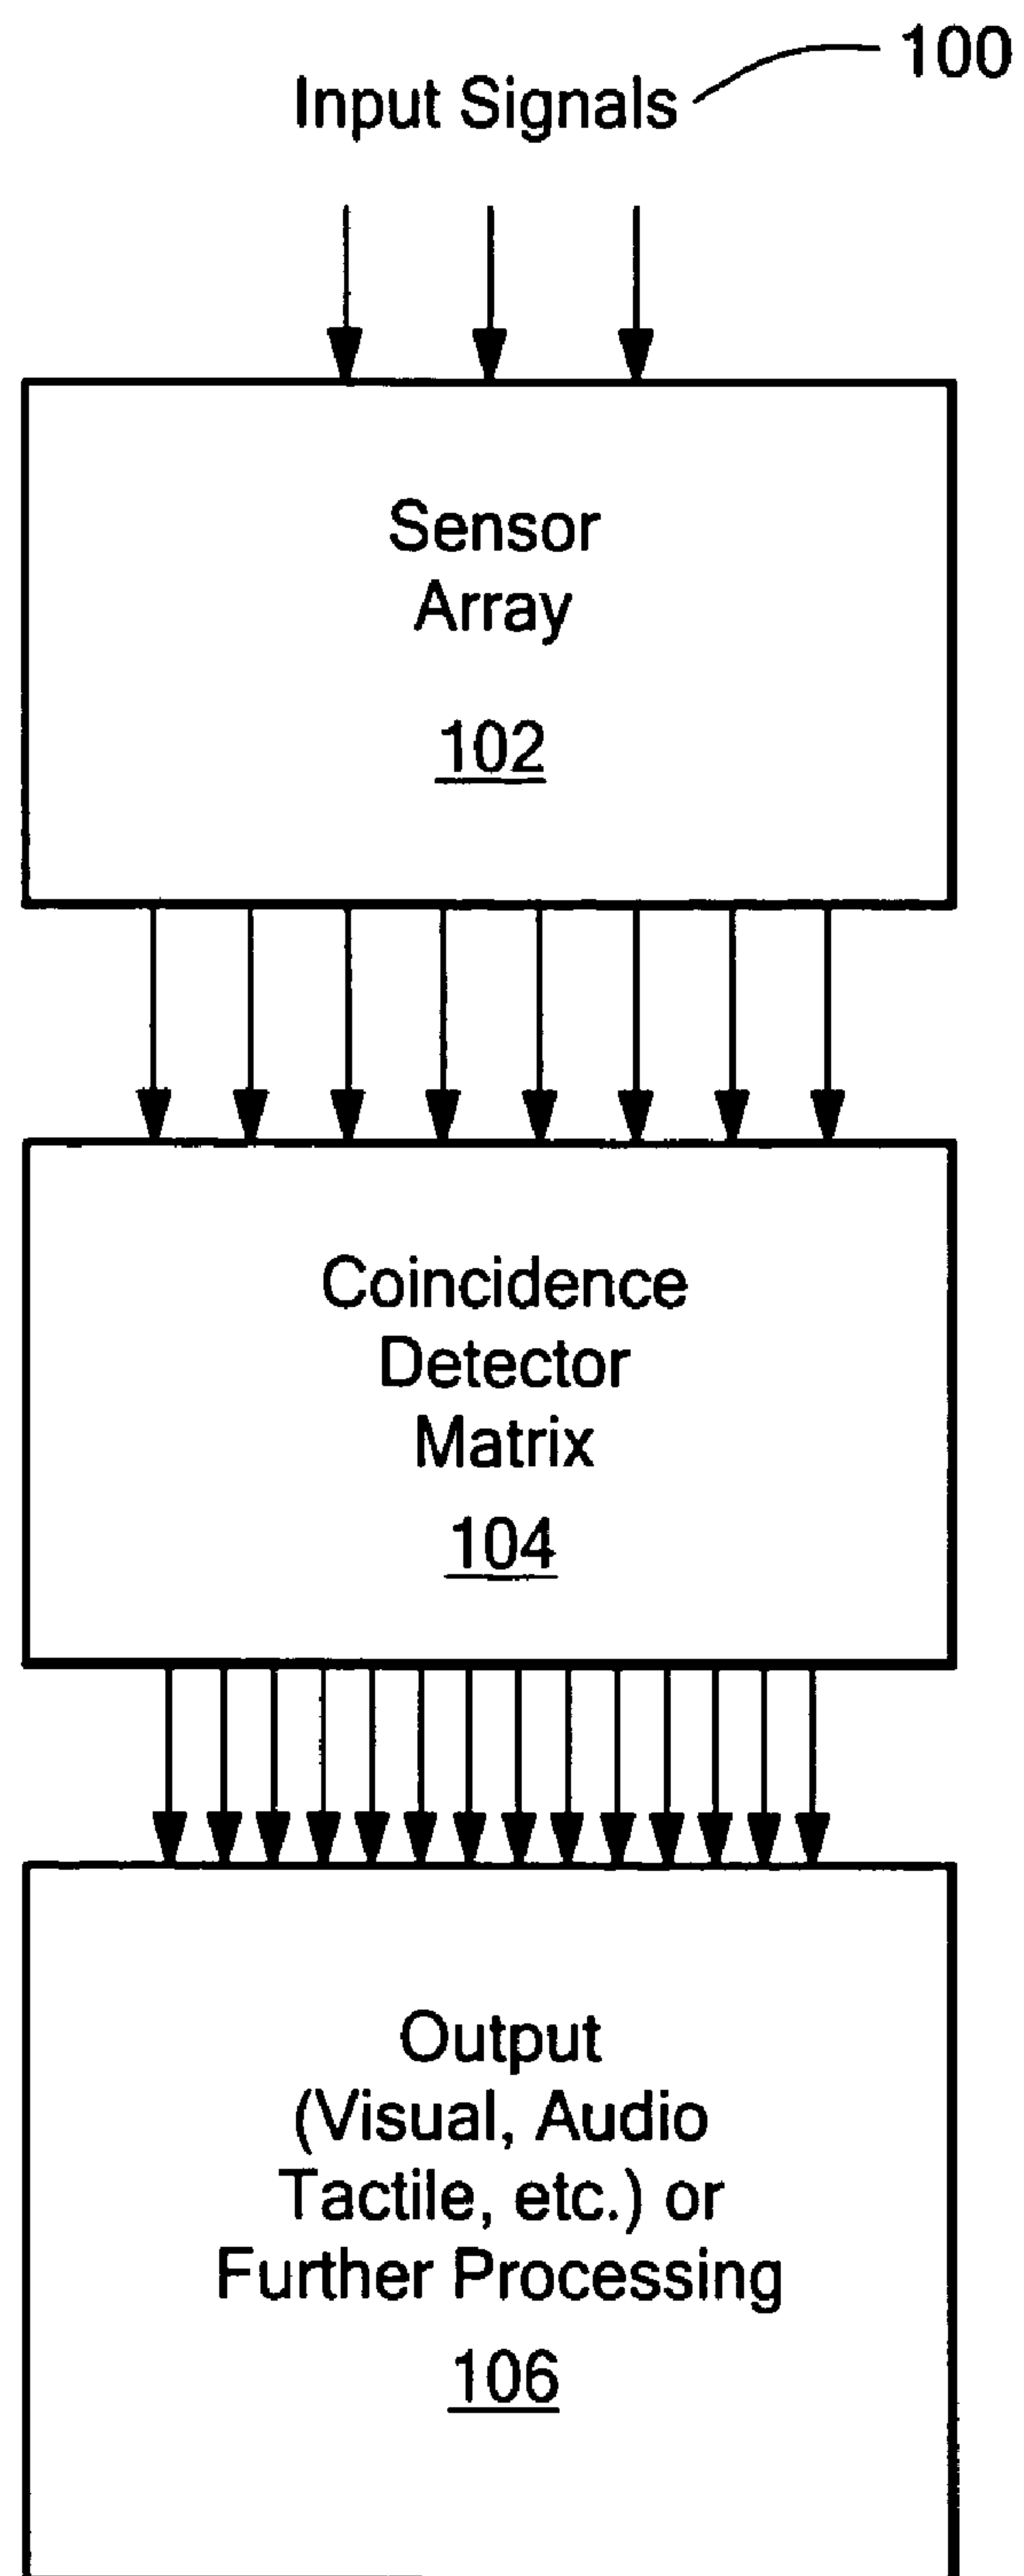 100
Input Signals
Sensor
Array
102
Coincidence
Detector
Matrix
104
Output
(Visual, Audio
Tactile, etc.) or
Further Processing
106